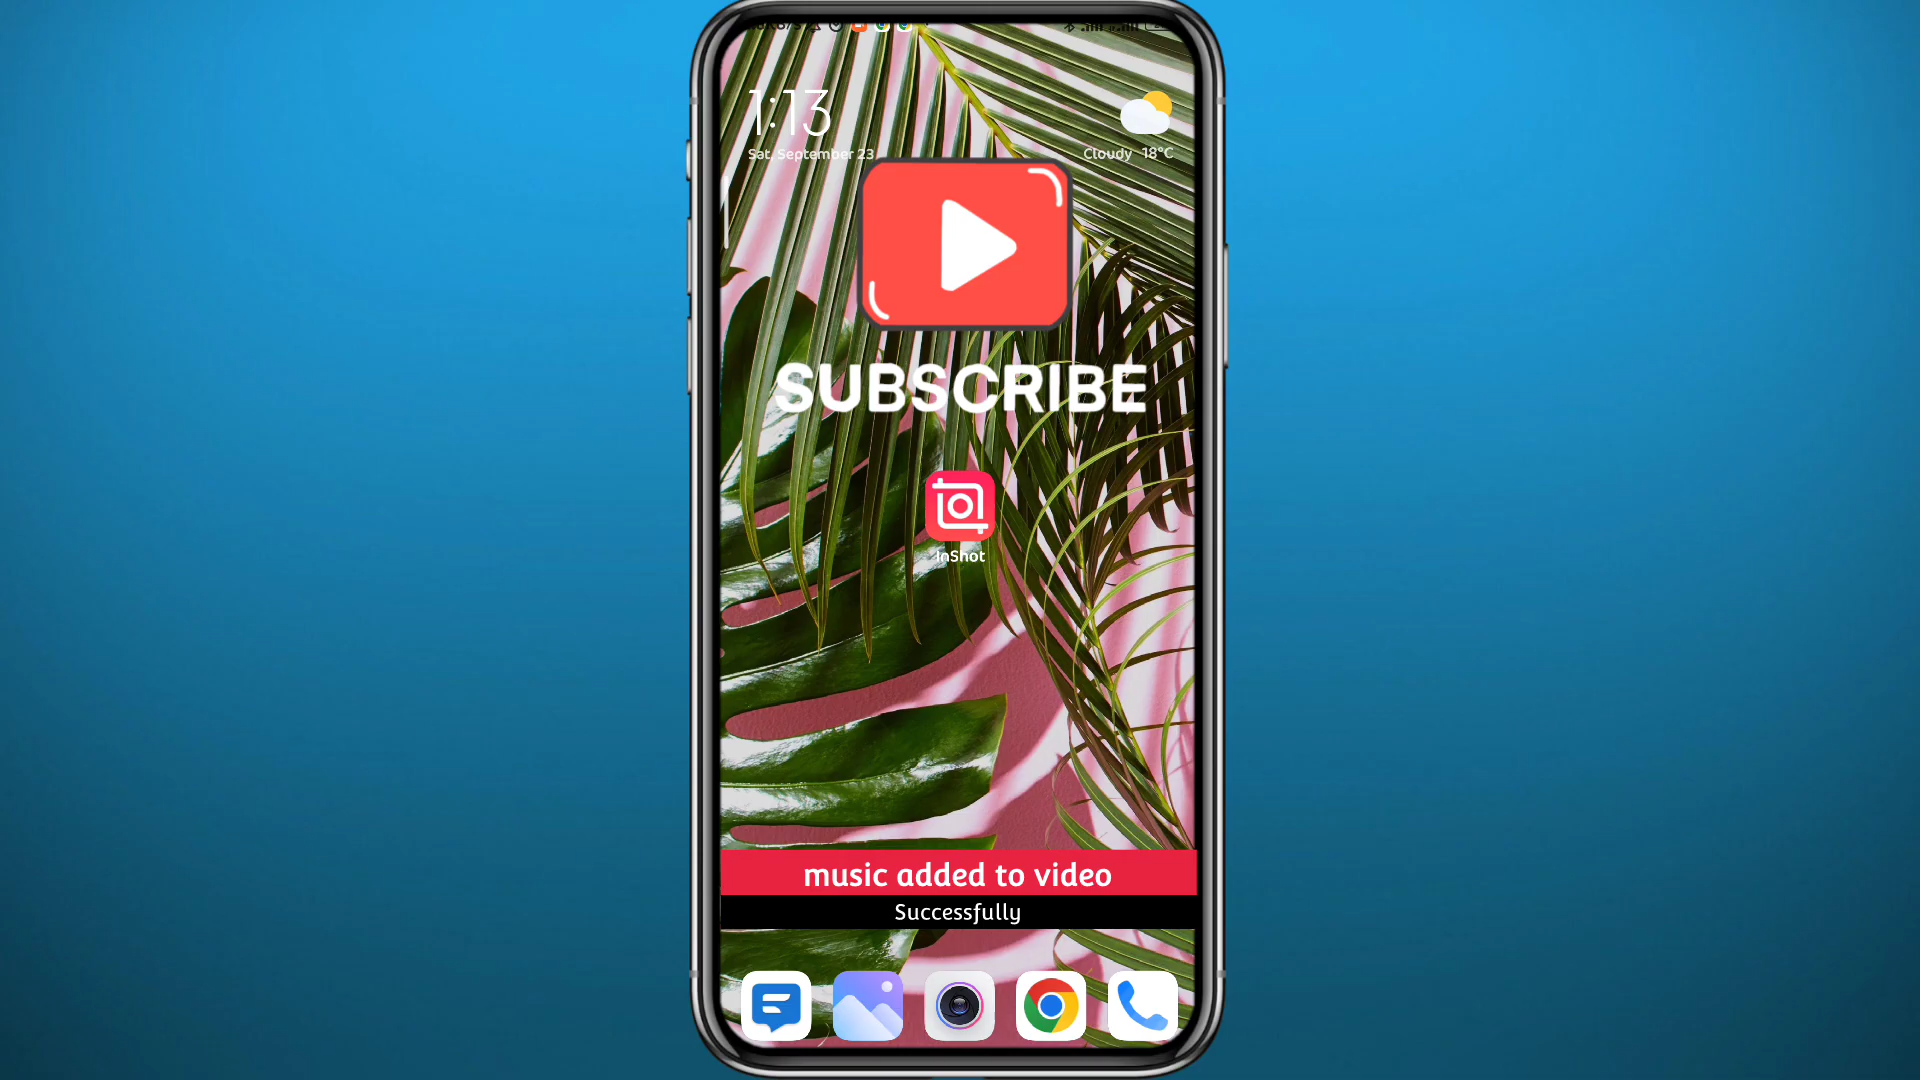 1:13
Sat, September 23
Cloudy 18°C
SUBSCRIBE
InShot
music added to video
Successfully